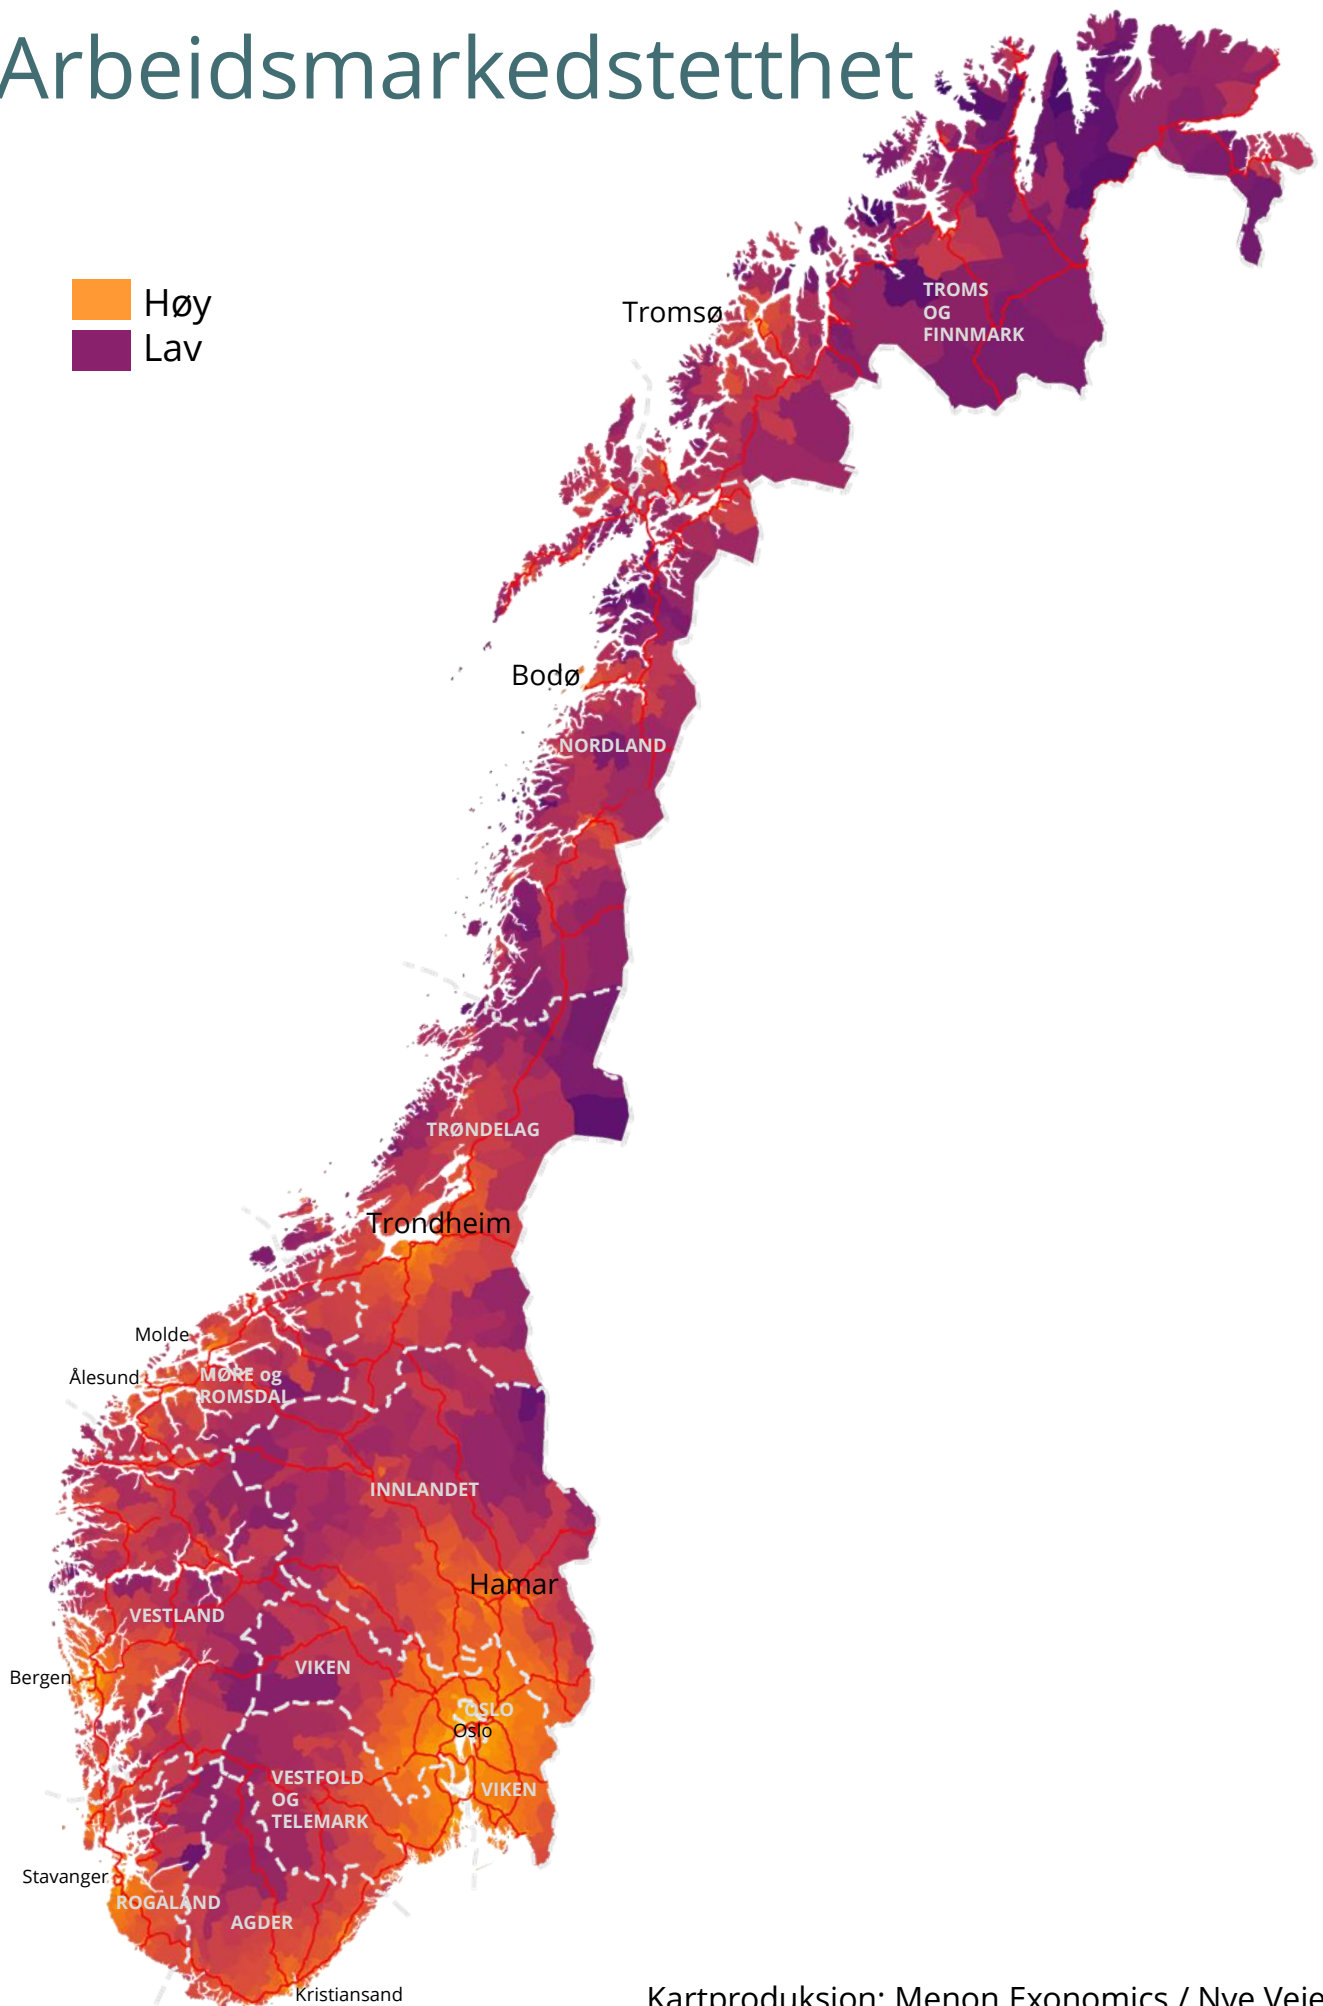 Arbeidsmarkedstetthet
Høy
Lav
TROMS
OG
FINNMARK
Tromsø
Bodø
NORDLAND
TRØNDELAG
Trondheim
Molde
Ålesund
MØRE og
ROMSDAL
INNLANDET
Hamar
VESTLAND
VIKEN
Bergen
OSLO
Oslo
VESTFOLD
OG
TELEMARK
VIKEN
Stavanger
ROGALAND
AGDER
Kristiansand
Kartproduksjon: Menon Exonomics / Nye Veie